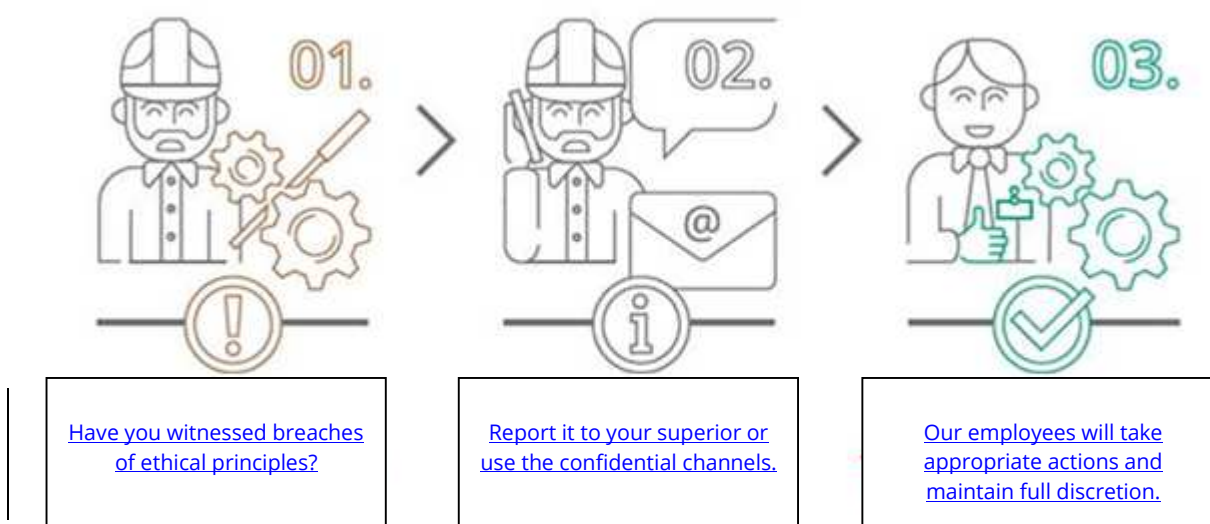 01.
02.
03.
@
Have you witnessed breaches
of ethical principles?
Report it to your superior or
use the confidential channels.
Our employees will take
appropriate actions and
maintain full discretion.